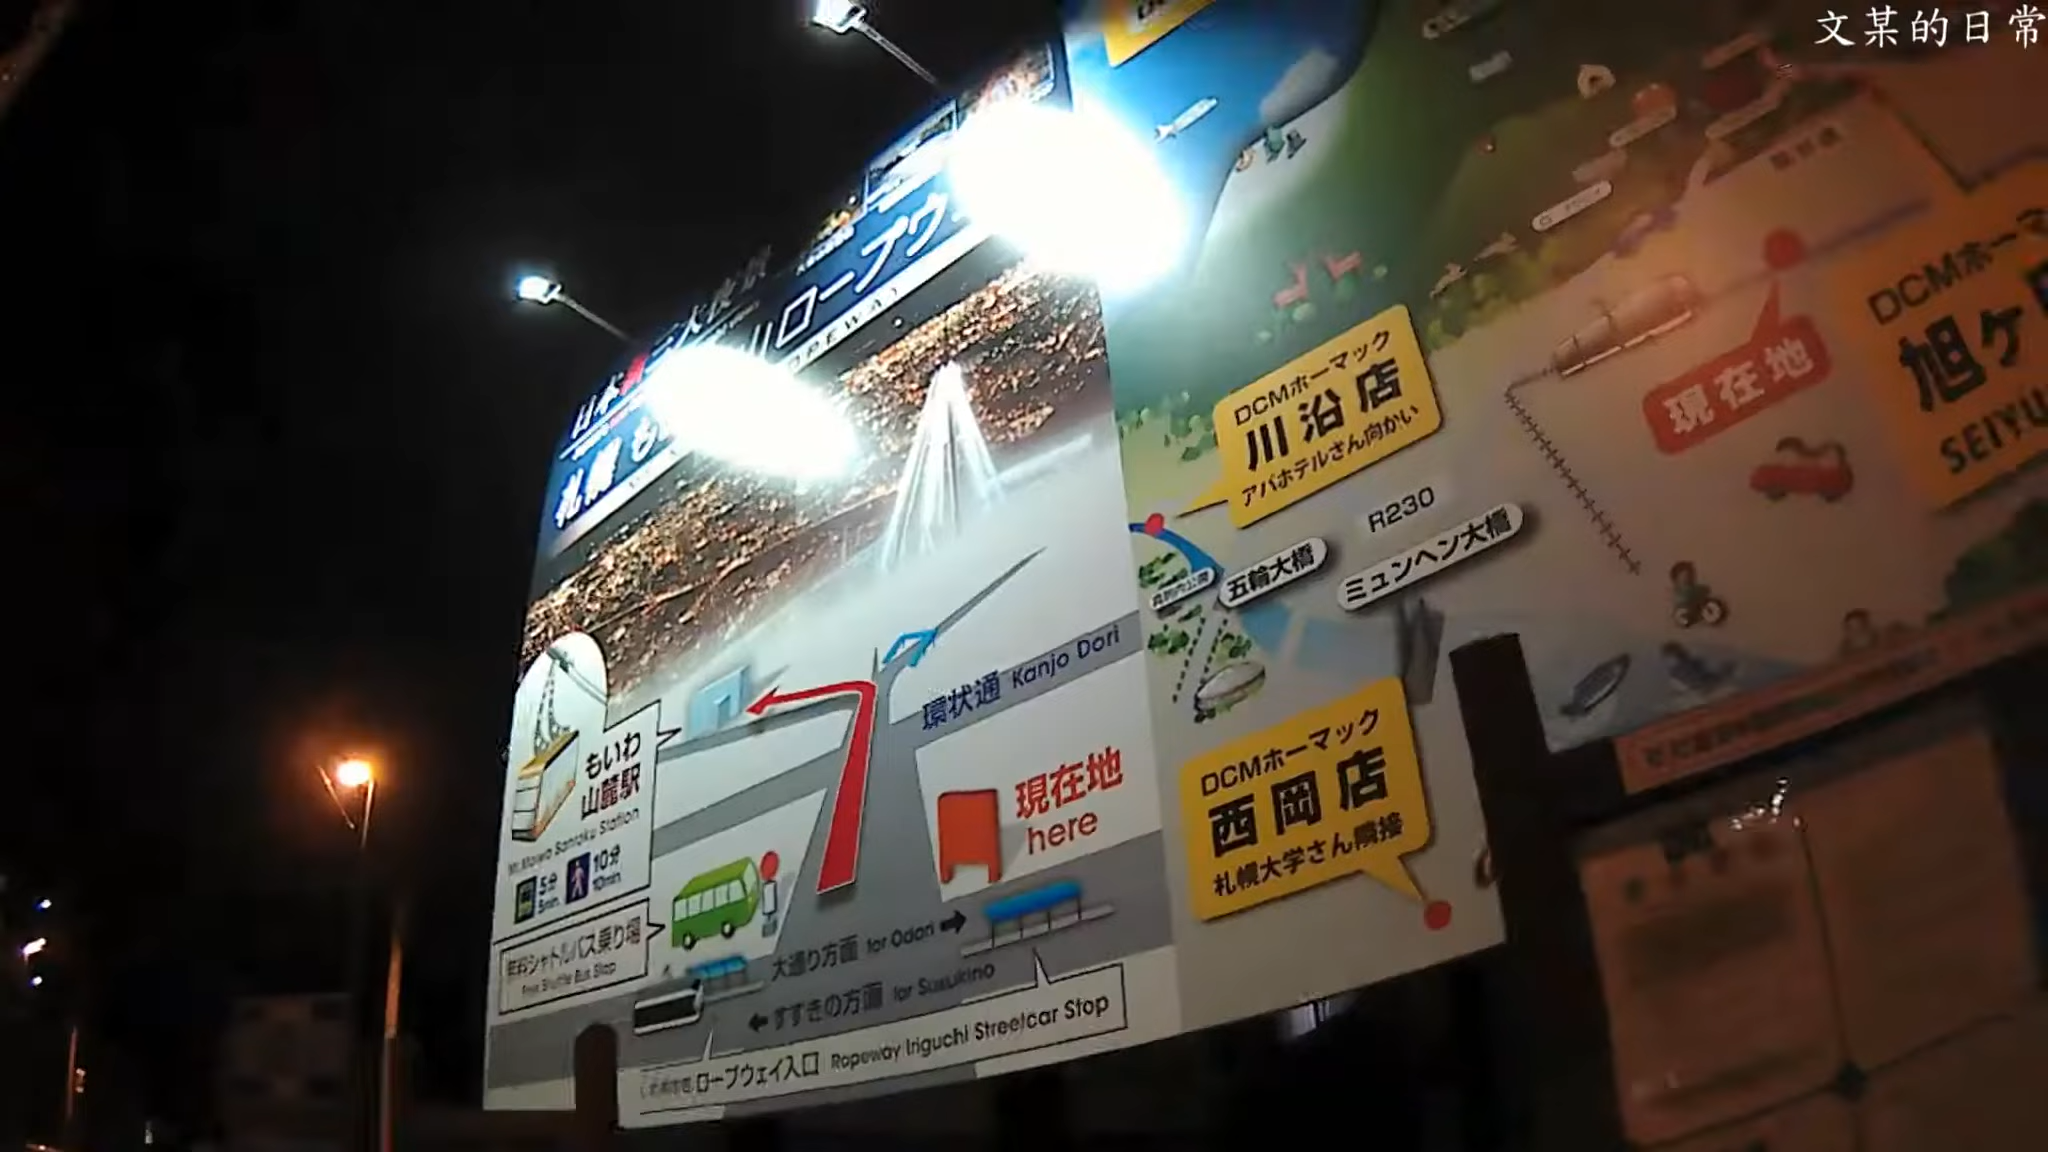 文某的日常
日本新三大夜景
札幌も
ロープウ
ROPEWAY
もいわ
山麓駅
Mt.Moiwa Sanroku Station
5分
5min.
10分
10min.
無料シャトルバス乗り場
Free Shuttle Bus Stop
環状通 Kanjo Dori
現在地
here
大通り方面 for Odori
すすきの方面 for Susukino
ロープウェイ入口 Ropeway Iriguchi Streetcar Stop
DCMホーマック
川沿店
アパホテルさん向かい
R230
真駒内公園
五輪大橋
ミュンヘン大橋
DCMホーマック
西岡店
札幌大学さん隣接
現在地
DCMホーマ
旭ヶ
SEIYU